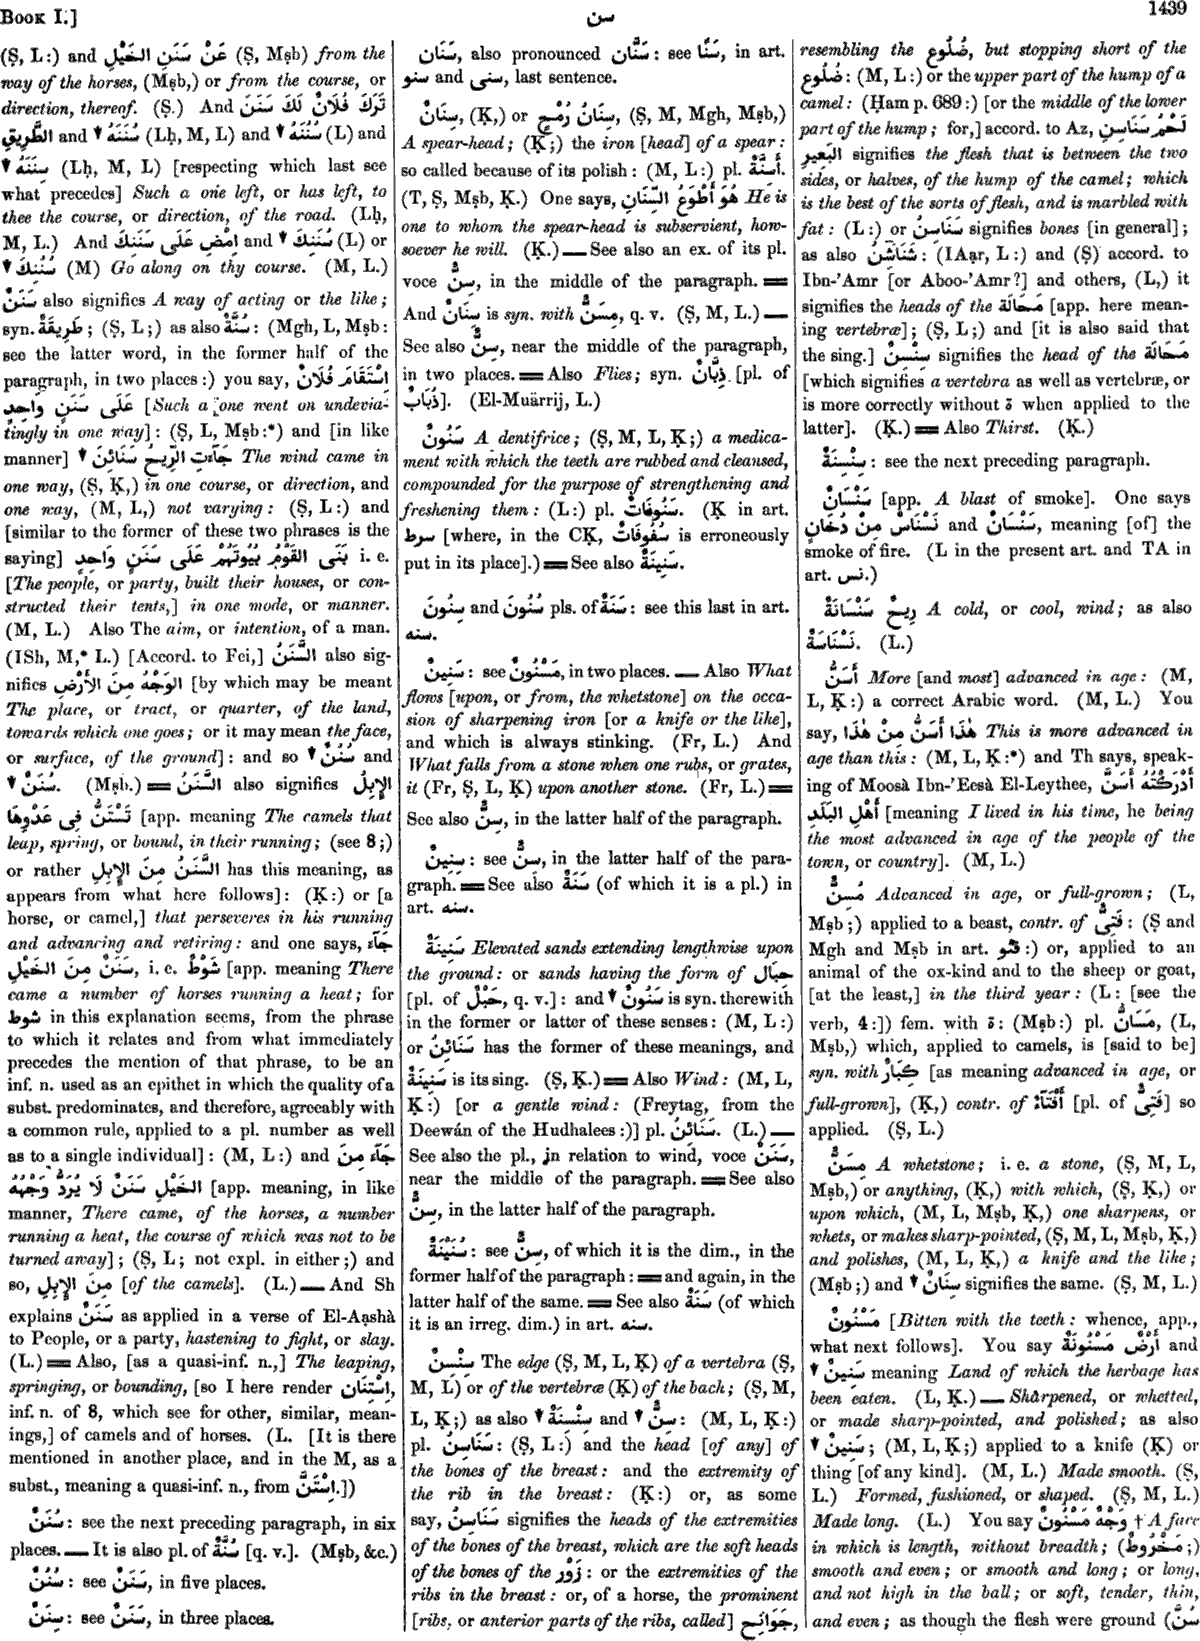 Book I.]
سن
1439
(Ṣ, L:) and عَنْ سَنَنِ الخَيْلِ (Ṣ, Mṣb) from the
way of the horses, (Mṣb,) or from the course, or
direction, thereof. (Ṣ.) And تَرَكَ فُلَانٌ لَكَ سَنَنَ
الطَّرِيقِ and ▼ سُنَنَهُ (Lḥ, M, L) and ▼ سُنُنَهُ (L) and
▼ سِنَنَهُ (Lḥ, M, L) [respecting which last see
what precedes] Such a one left, or has left, to
thee the course, or direction, of the road. (Lḥ,
M, L.) And اِمْضِ عَلَى سَنَنِكَ and ▼ سُنَنِكَ (L) or
▼ سُنُنِكَ (M) Go along on thy course. (M, L.)
سَنَنٌ also signifies A way of acting or the like;
syn. طَرِيقَةٌ; (Ṣ, L;) as also سُنَّةٌ: (Mgh, L, Mṣb:
see the latter word, in the former half of the
paragraph, in two places:) you say, اِسْتَقَامَ فُلَانٌ
عَلَى سَنَنٍ وَاحِدٍ [Such a one went on undevia-
tingly in one way]: (Ṣ, L, Mṣb:*) and [in like
manner] ▼ جَآءَتِ الرِّيحُ سَنَائِنَ The wind came in
one way, (Ṣ, Ḳ,) in one course, or direction, and
one way, (M, L,) not varying: (Ṣ, L:) and
[similar to the former of these two phrases is the
saying] بَنَى القَوْمُ بُيُوتَهُمْ عَلَى سَنَنٍ وَاحِدٍ i. e.
[The people, or party, built their houses, or con-
structed their tents,] in one mode, or manner.
(M, L.) Also The aim, or intention, of a man.
(ISh, M,* L.) [Accord. to Fei,] السَّنَنُ also sig-
nifies الوَجْهُ مِنَ الأَرْضِ [by which may be meant
The place, or tract, or quarter, of the land,
towards which one goes; or it may mean the face,
or surface, of the ground]: and so ▼ سُنُنٌ and
▼ سُنَنٌ. (Mṣb.) = السَّنَنُ also signifies الإِبِلُ
تَسْتَنُّ فِى عَدْوِهَا [app. meaning The camels that
leap, spring, or bound, in their running; (see 8;)
or rather السَّنَنُ مِنَ الإِبِلِ has this meaning, as
appears from what here follows]: (Ḳ:) or [a
horse, or camel,] that perseveres in his running
and advancing and retiring: and one says, جَآءَ
سَنَنٌ مِنَ الخَيْلِ, i. e. شَوْطٌ [app. meaning There
came a number of horses running a heat; for
شوط in this explanation seems, from the phrase
to which it relates and from what immediately
precedes the mention of that phrase, to be an
inf. n. used as an epithet in which the quality of a
subst. predominates, and therefore, agreeably with
a common rule, applied to a pl. number as well
as to a single individual]: (M, L:) and جَآءَ مِنَ
الخَيْلِ سَنَنٌ لَا يُرَدُّ وَجْهُهُ [app. meaning, in like
manner, There came, of the horses, a number
running a heat, the course of which was not to be
turned away]; (Ṣ, L; not expl. in either;) and
so, مِنَ الإِبِلِ [of the camels]. (L.) — And Sh
explains سَنَنٌ as applied in a verse of El-Aạshà
to People, or a party, hastening to fight, or slay.
(L.) = Also, [as a quasi-inf. n.,] The leaping,
springing, or bounding, [so I here render اِسْتِنَان,
inf. n. of 8, which see for other, similar, mean-
ings,] of camels and of horses. (L. [It is there
mentioned in another place, and in the M, as a
subst., meaning a quasi-inf. n., from اِسْتَنَّ.])
سُنَنٌ: see the next preceding paragraph, in six
places. — It is also pl. of سُنَّةٌ [q. v.]. (Mṣb, &c.)
سُنُنٌ: see سَنَنٌ, in five places.
سِنَنٌ: see سَنَنٌ, in three places.
سَنَان, also pronounced سَنَّان: see سَنًا, in art.
سنو and سنى, last sentence.
سِنَانٌ, (Ḳ,) or سِنَانُ رُمْحٍ, (Ṣ, M, Mgh, Mṣb,)
A spear-head; (Ḳ;) the iron [head] of a spear:
so called because of its polish: (M, L:) pl. أَسِنَّةٌ.
(T, Ṣ, Mṣb, Ḳ.) One says, هُوَ أَطْوَعُ السِّنَانِ He is
one to whom the spear-head is subservient, how-
soever he will. (Ḳ.) — See also an ex. of its pl.
voce سِنٌّ, in the middle of the paragraph. =
And سِنَانٌ is syn. with مِسَنٌّ, q. v. (Ṣ, M, L.) —
See also سِنٌّ, near the middle of the paragraph,
in two places. = Also Flies; syn. ذِبَّانٌ [pl. of
ذُبَابٌ]. (El-Muärrij, L.)
سَنُونٌ A dentifrice; (Ṣ, M, L, Ḳ;) a medica-
ment with which the teeth are rubbed and cleansed,
compounded for the purpose of strengthening and
freshening them: (L:) pl. سَنُونَاتٌ. (Ḳ in art.
سرط [where, in the CḲ, سَفُوفَاتٌ is erroneously
put in its place].) = See also سَنِينَةٌ.
سِنُونَ and سُنُونَ pls. of سَنَةٌ: see this last in art.
سنه.
سَنِينٌ: see مَسْنُونٌ, in two places. — Also What
flows [upon, or from, the whetstone] on the occa-
sion of sharpening iron [or a knife or the like],
and which is always stinking. (Fr, L.) And
What falls from a stone when one rubs, or grates,
it (Fr, Ṣ, L, Ḳ) upon another stone. (Fr, L.) =
See also سِنٌّ, in the latter half of the paragraph.
سِنِينٌ: see سِنٌّ, in the latter half of the para-
graph. = See also سَنَةٌ (of which it is a pl.) in
art. سنه.
سَنِينَةٌ Elevated sands extending lengthwise upon
the ground: or sands having the form of حِبَال
[pl. of حَبْلٌ, q. v.]: and ▼ سَنُونٌ is syn. therewith
in the former or latter of these senses: (M, L:)
or سَنَائِنُ has the former of these meanings, and
سَنِينَةٌ is its sing. (Ṣ, Ḳ.) = Also Wind: (M, L,
Ḳ:) [or a gentle wind: (Freytag, from the
Deewán of the Hudhalees:)] pl. سَنَائِنُ. (L.) —
See also the pl., in relation to wind, voce سَنَنٌ,
near the middle of the paragraph. = See also
سِنٌّ, in the latter half of the paragraph.
سُنَيْنَةٌ: see سِنٌّ, of which it is the dim., in the
former half of the paragraph: = and again, in the
latter half of the same. = See also سَنَةٌ (of which
it is an irreg. dim.) in art. سنه.
سِنْسِنٌ The edge (Ṣ, M, L, Ḳ) of a vertebra (Ṣ,
M, L) or of the vertebræ (Ḳ) of the back; (Ṣ, M,
L, Ḳ;) as also ▼ سِنْسِنَةٌ and ▼ سِنٌّ: (M, L, Ḳ:)
pl. سَنَاسِنُ: (Ṣ, L:) and the head [of any] of
the bones of the breast: and the extremity of
the rib in the breast: (Ḳ:) or, as some
say, سَنَاسِنُ signifies the heads of the extremities
of the bones of the breast, which are the soft heads
of the bones of the زَوْر: or the extremities of the
ribs in the breast: or, of a horse, the prominent
[ribs, or anterior parts of the ribs, called] جَوَانِح,
resembling the ضُلُوع, but stopping short of the
ضُلُوع: (M, L:) or the upper part of the hump of a
camel: (Ḥam p. 689:) [or the middle of the lower
part of the hump; for,] accord. to Az, لَحْمُ سَنَاسِنِ
البَعِيرِ signifies the flesh that is between the two
sides, or halves, of the hump of the camel; which
is the best of the sorts of flesh, and is marbled with
fat: (L:) or سَنَاسِنُ signifies bones [in general];
as also شَنَاشِنُ: (IAạr, L:) and (Ṣ) accord. to
Ibn-'Amr [or Aboo-'Amr?] and others, (L,) it
signifies the heads of the مَحَالَة [app. here mean-
ing vertebræ]; (Ṣ, L;) and [it is also said that
the sing.] سِنْسِنٌ signifies the head of the مَحَالَة
[which signifies a vertebra as well as vertebræ, or
is more correctly without ة when applied to the
latter]. (Ḳ.) = Also Thirst. (Ḳ.)
سِنْسِنَةٌ: see the next preceding paragraph.
سَنْسَانٌ [app. A blast of smoke]. One says
نَسْنَاسٌ مِنْ دُخَانٍ and سَنْسَانٌ, meaning [of] the
smoke of fire. (L in the present art. and TA in
art. نس.)
رِيحٌ سَنْسَانَةٌ A cold, or cool, wind; as also
نَسْنَاسَةٌ. (L.)
أَسَنُّ More [and most] advanced in age: (M,
L, Ḳ:) a correct Arabic word. (M, L.) You
say, هٰذَا أَسَنُّ مِنْ هٰذَا This is more advanced in
age than this: (M, L, Ḳ:*) and Th says, speak-
ing of Moosà Ibn-'Eesà El-Leythee, أَدْرَكْتُهُ أَسَنَّ
أَهْلِ البَلَدِ [meaning I lived in his time, he being
the most advanced in age of the people of the
town, or country]. (M, L.)
مُسِنٌّ Advanced in age, or full-grown; (L,
Mṣb;) applied to a beast, contr. of فَتِىٌّ: (Ṣ and
Mgh and Mṣb in art. فتو:) or, applied to an
animal of the ox-kind and to the sheep or goat,
[at the least,] in the third year: (L: [see the
verb, 4:]) fem. with ة: (Mṣb:) pl. مَسَانُّ, (L,
Mṣb,) which, applied to camels, is [said to be]
syn. with كِبَارٌ [as meaning advanced in age, or
full-grown], (Ḳ,) contr. of أَفْتَآءٌ [pl. of فَتِىٌّ] so
applied. (Ṣ, L.)
مِسَنٌّ A whetstone; i. e. a stone, (Ṣ, M, L,
Mṣb,) or anything, (Ḳ,) with which, (Ṣ, Ḳ,) or
upon which, (M, L, Mṣb, Ḳ,) one sharpens, or
whets, or makes sharp-pointed, (Ṣ, M, L, Mṣb, Ḳ,)
and polishes, (M, L, Ḳ,) a knife and the like;
(Mṣb;) and ▼ سِنَانٌ signifies the same. (Ṣ, M, L.)
مَسْنُونٌ [Bitten with the teeth: whence, app.,
what next follows]. You say أَرْضٌ مَسْنُونَةٌ and
▼ سَنِينٌ meaning Land of which the herbage has
been eaten. (L, Ḳ.) — Sharpened, or whetted,
or made sharp-pointed, and polished; as also
▼ سَنِينٌ; (M, L, Ḳ;) applied to a knife (Ḳ) or
thing [of any kind]. (M, L.) Made smooth. (Ṣ,
L.) Formed, fashioned, or shaped. (Ṣ, M, L.)
Made long. (L.) You say وَجْهٌ مَسْنُونٌ † A face
in which is length, without breadth; (مَخْرُوطٌ;)
smooth and even; or smooth and long; or long,
and not high in the ball; or soft, tender, thin,
and even; as though the flesh were ground (سُنَّ